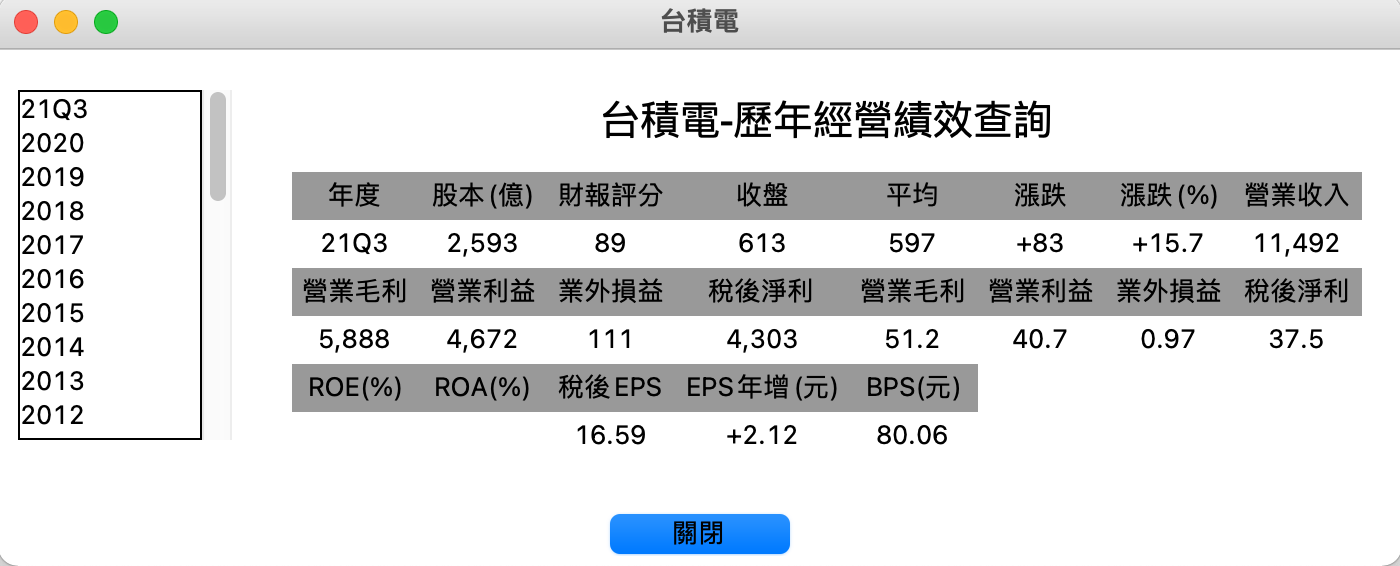 台積電
21Q3
2020
2019
2018
2017
2016
2015
2014
2013
2012
台積電-歷年經營績效查詢
年度 股本(億) 財報評分 收盤 平均 漲跌 漲跌(%) 營業收入
21Q3 2,593 89 613 597 +83 +15.7 11,492
營業毛利 營業利益 業外損益 稅後淨利 營業毛利 營業利益 業外損益 稅後淨利
5,888 4,672 111 4,303 51.2 40.7 0.97 37.5
ROE(%) ROA(%) 稅後EPS EPS年增(元) BPS(元)
16.59 +2.12 80.06
關閉